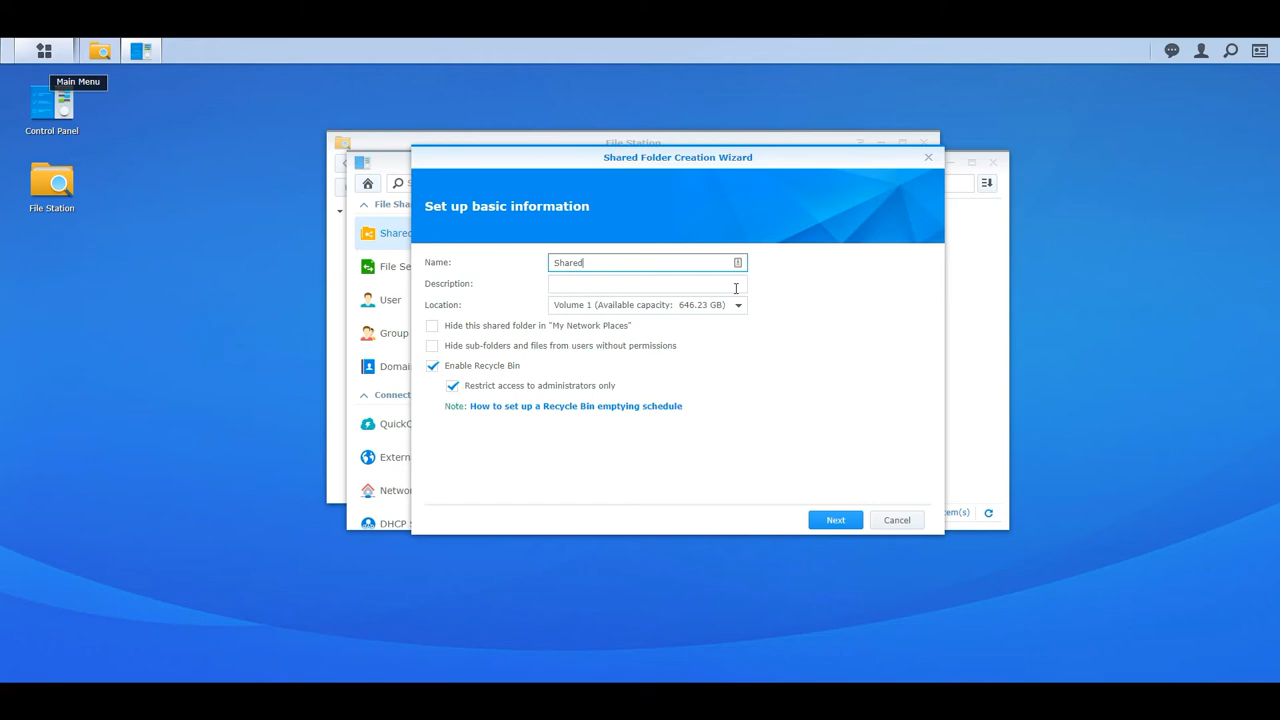 Main Menu
Control Panel
File Station
File Station
Shared Folder Creation Wizard
Set up basic information
Name: Shared
Description:
Location: Volume 1 (Available capacity: 646.23 GB)
Hide this shared folder in "My Network Places"
Hide sub-folders and files from users without permissions
Enable Recycle Bin
Restrict access to administrators only
Note: How to set up a Recycle Bin emptying schedule
Next
Cancel
S
File Sha
Shared
File Se
User
Group
Domai
Connect
QuickC
Extern
Netwo
DHCP S
em(s)